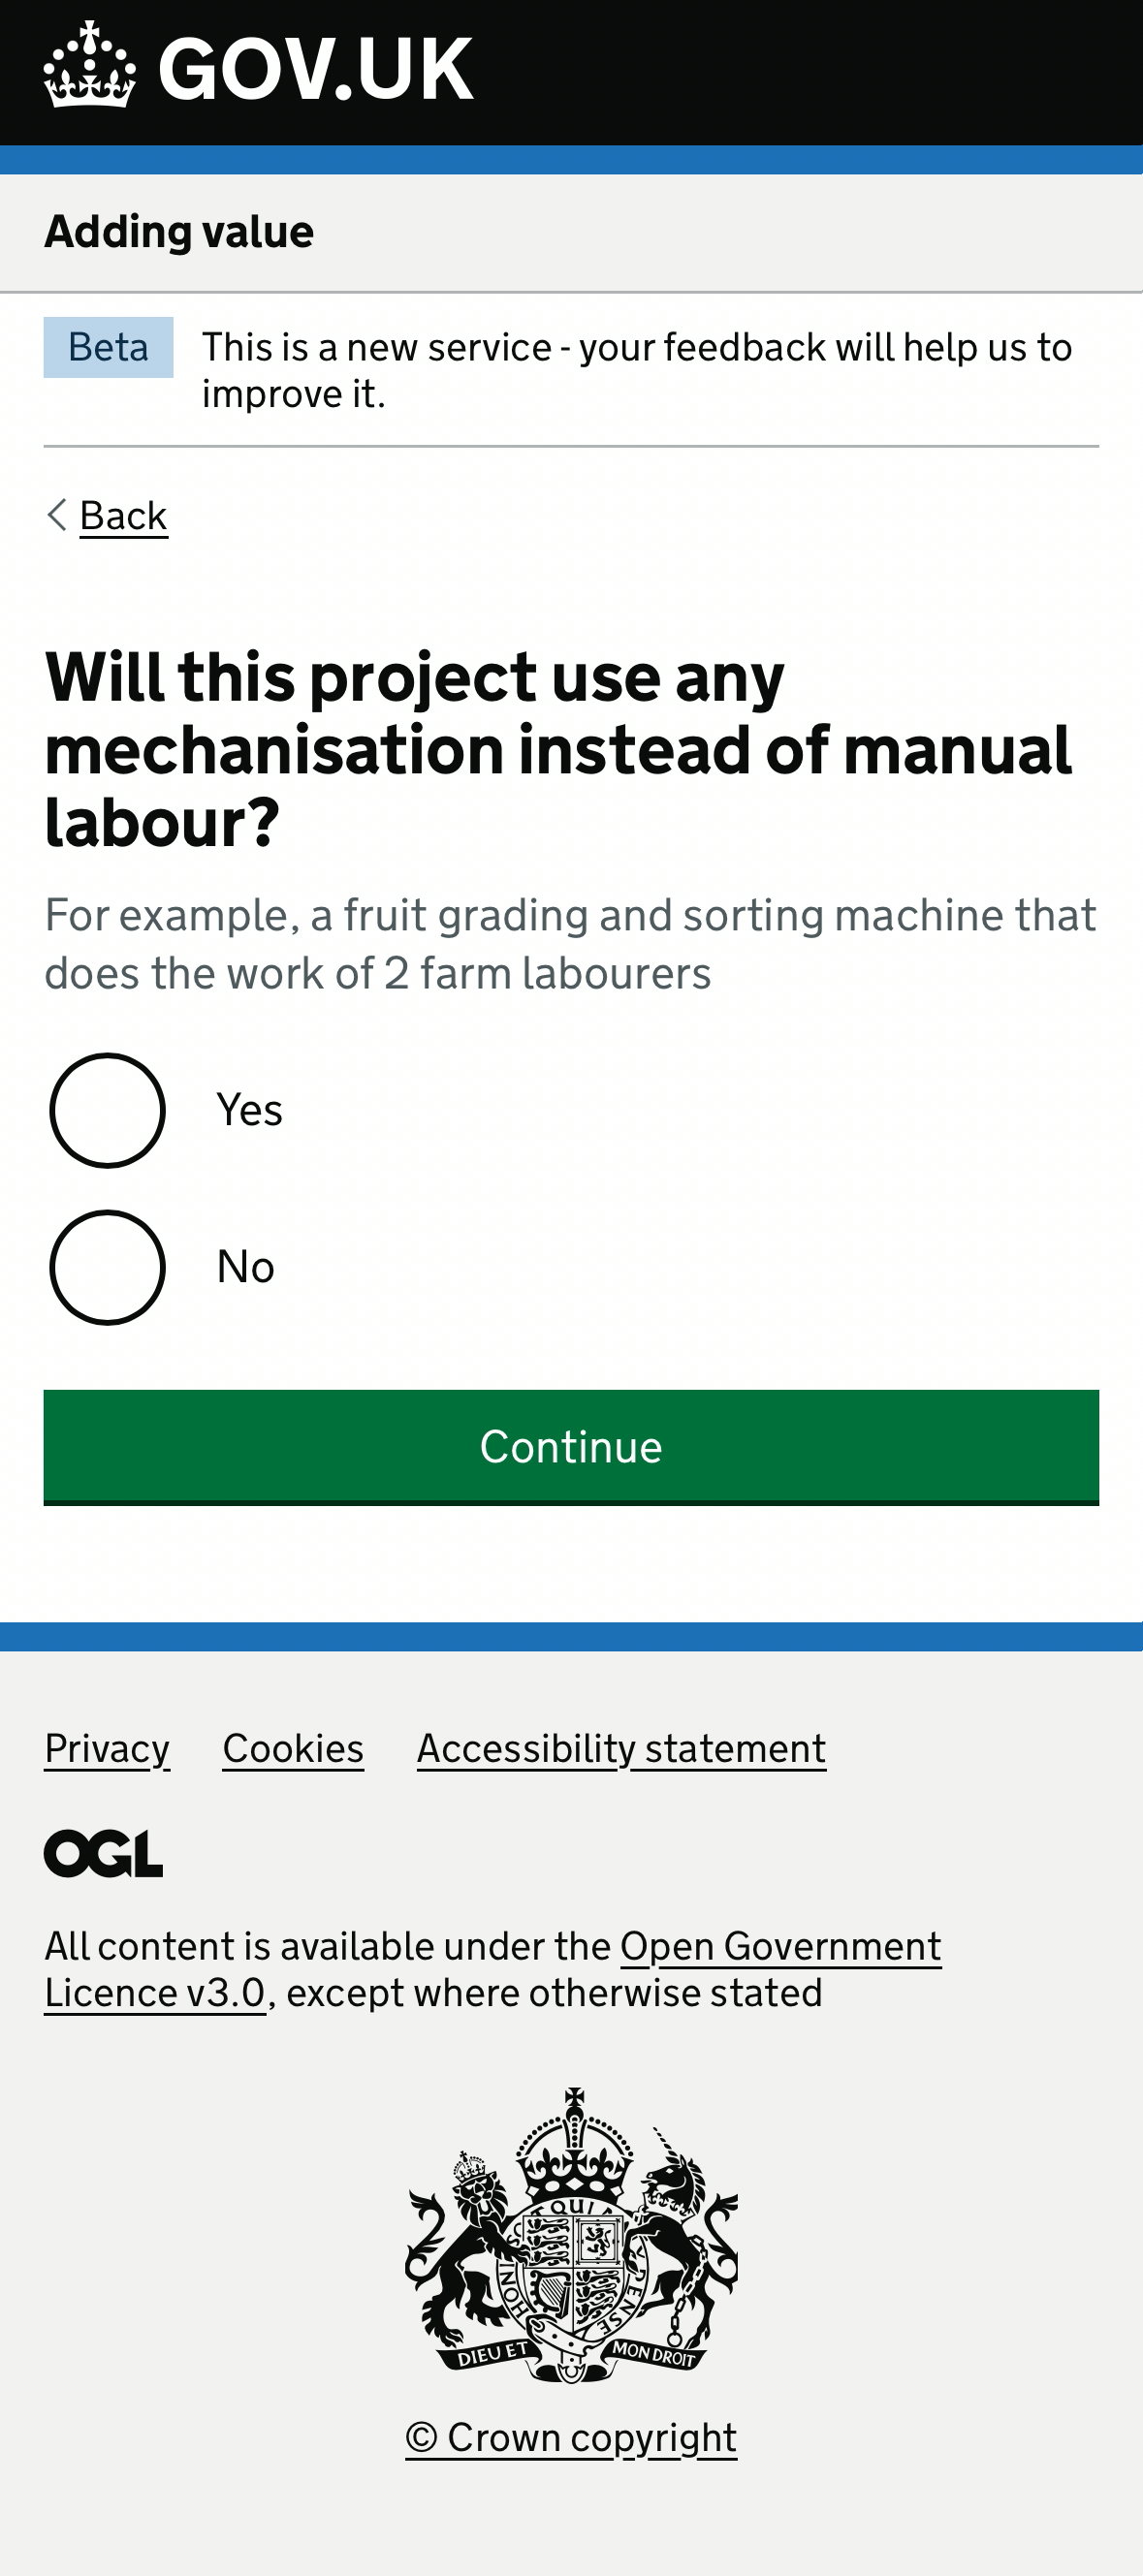 GOV.UK
Adding value
Beta
This is a new service - your feedback will help us to
improve it.
Back
Will this project use any
mechanisation instead of manual
labour?
For example, a fruit grading and sorting machine that
does the work of 2 farm labourers
Yes
No
Continue
Privacy Cookies Accessibility statement
OGL
All content is available under the Open Government
Licence v3.0, except where otherwise stated
QUI
HONI
PENSE
DIEU ET MON DROIT
© Crown copyright